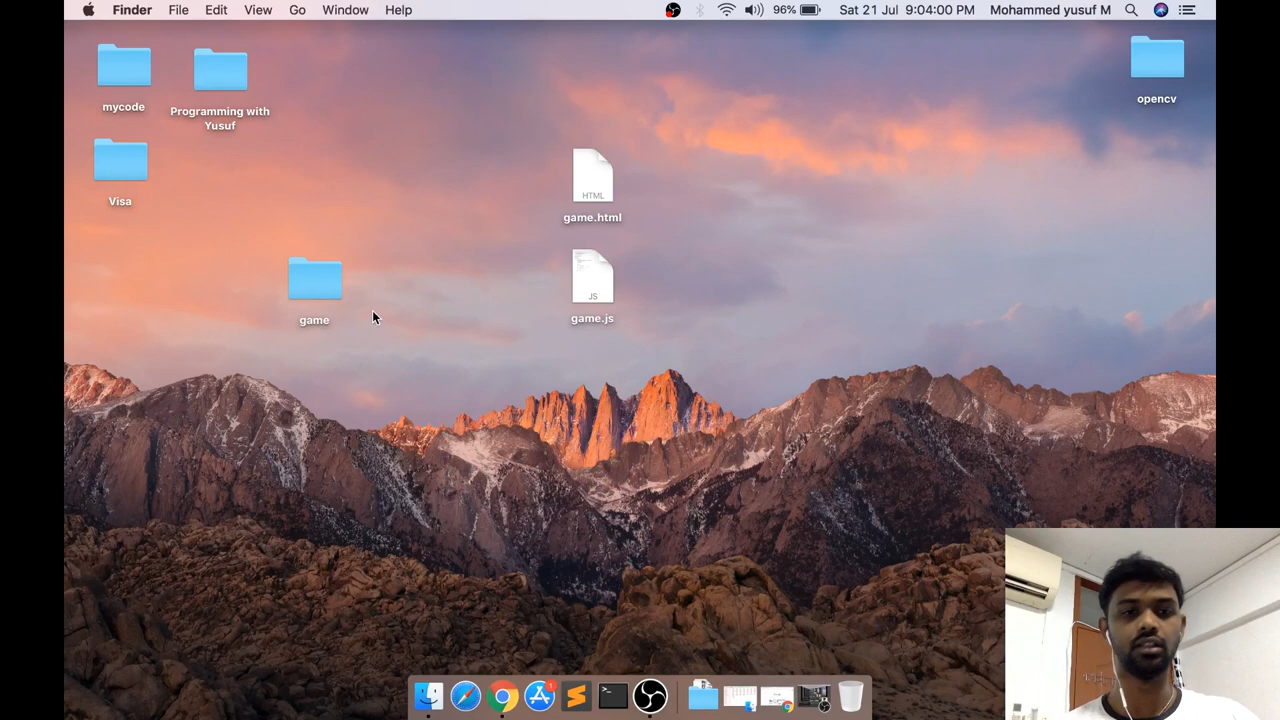 Finder File Edit View Go Window Help 96% Sat 21 Jul 9:04:00 PM Mohammed yusuf M
mycode
Programming with
Yusuf
opencv
Visa
HTML
game.html
game
JS
game.js
1
>_